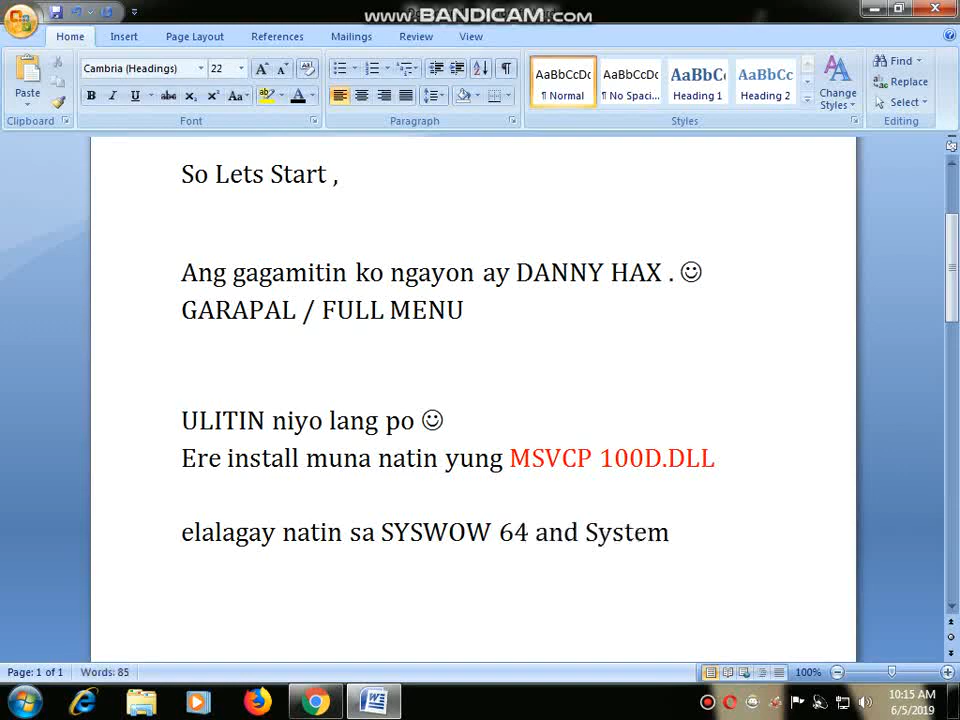 www.BANDICAM.com
Home Insert Page Layout References Mailings Review View
Paste
Clipboard
Cambria (Headings) 22
B I U abc x₂ x² Aa
Font
Paragraph
AaBbCcDc AaBbCcDc AaBbC AaBbCc
¶ Normal ¶ No Spaci... Heading 1 Heading 2
Change Styles
Styles
Find
Replace
Select
Editing
So Lets Start ,
Ang gagamitin ko ngayon ay DANNY HAX . ☺
GARAPAL / FULL MENU
ULITIN niyo lang po ☺
Ere install muna natin yung MSVCP 100D.DLL
elalagay natin sa SYSWOW 64 and System
Page: 1 of 1 Words: 85 100%
10:15 AM
6/5/2019